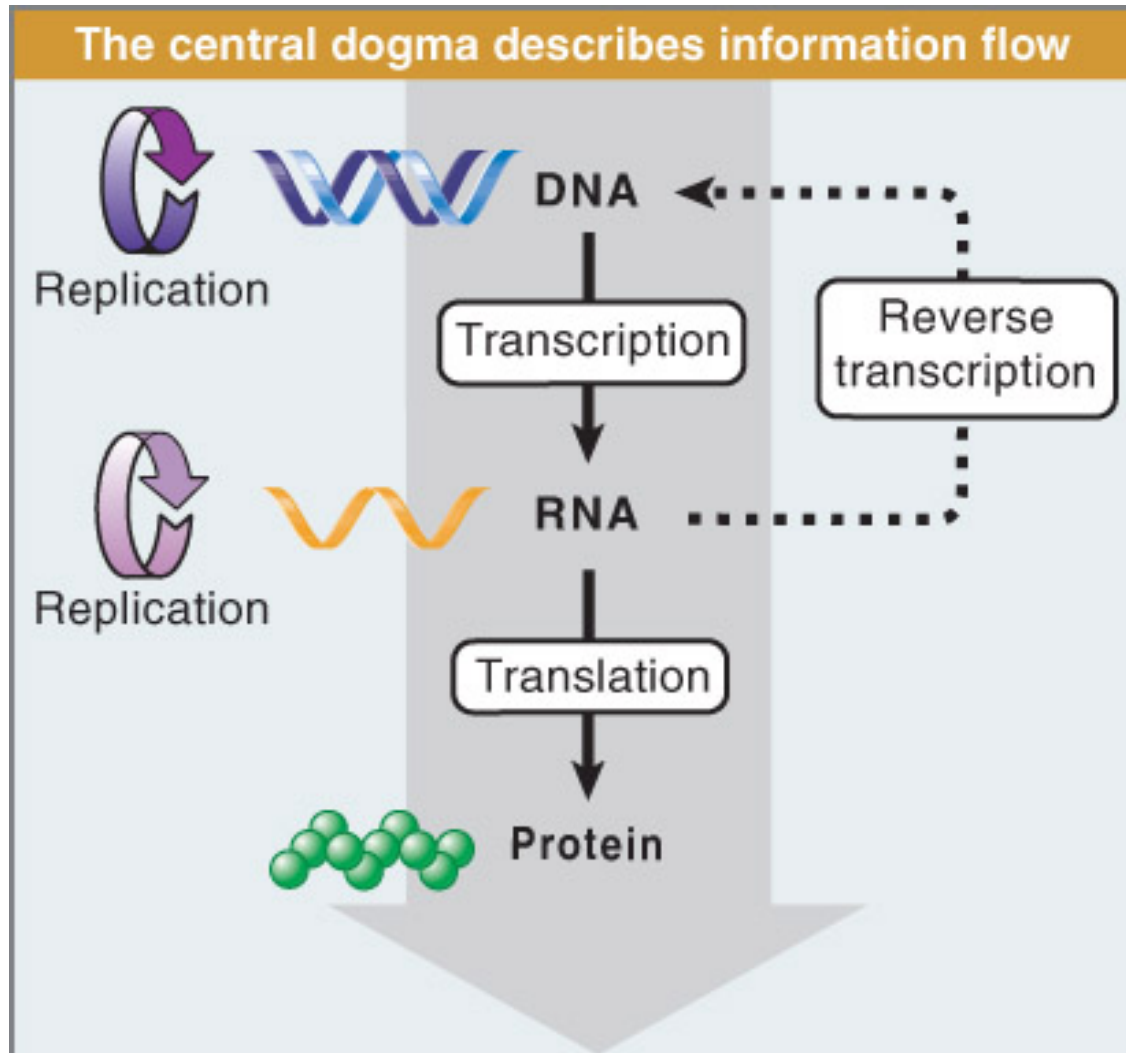 The central dogma describes information flow
DNA
Replication
Transcription
Reverse
transcription
RNA
Replication
Translation
Protein